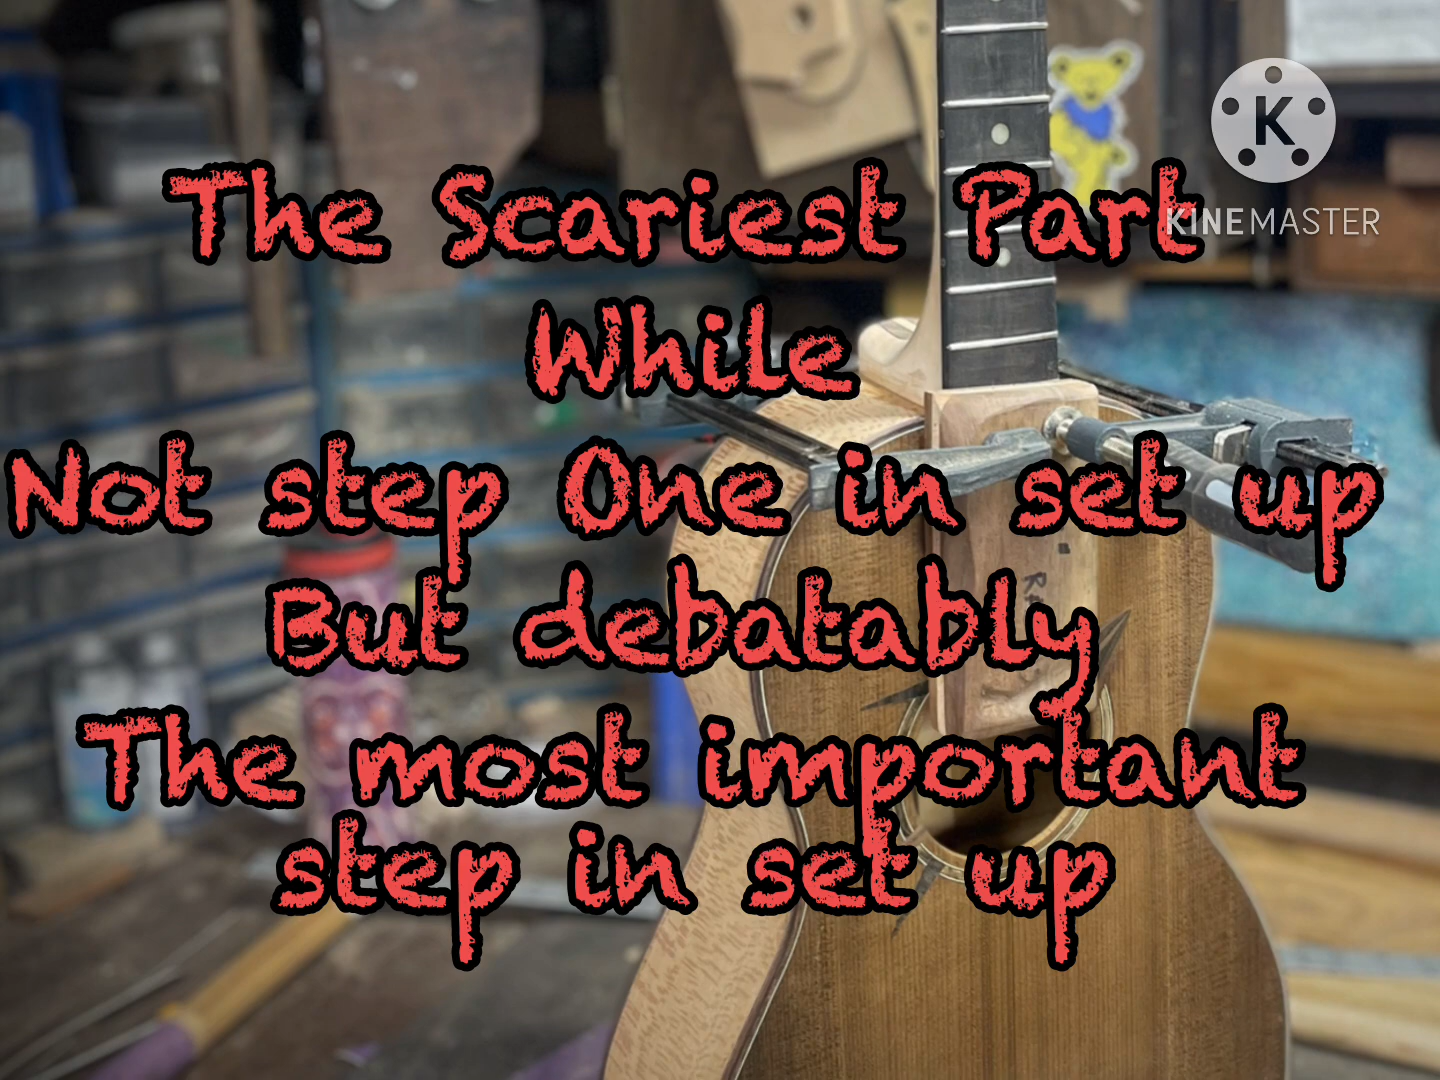 The Scariest Part
K
KINEMASTER
While
Not step One in set up
But debatably
The most important
step in set up